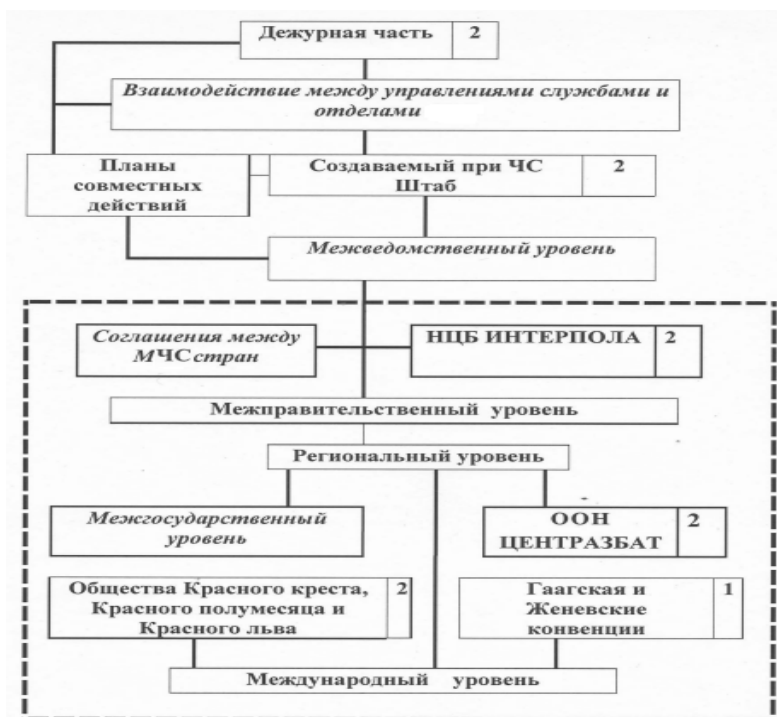 Дежурная часть 2
Взаимодействие между управлениями службами и
отделами
Планы
совместных
действий
Создаваемый при ЧС 2
Штаб
Межведомственный уровень
Соглашения между
МЧС стран
НЦБ ИНТЕРПОЛА 2
Межправительственный уровень
Региональный уровень
Межгосударственный
уровень
ООН 2
ЦЕНТРАЗБАТ
Общества Красного креста, 2
Красного полумесяца и
Красного льва
Гаагская и 1
Женевские
конвенции
Международный уровень